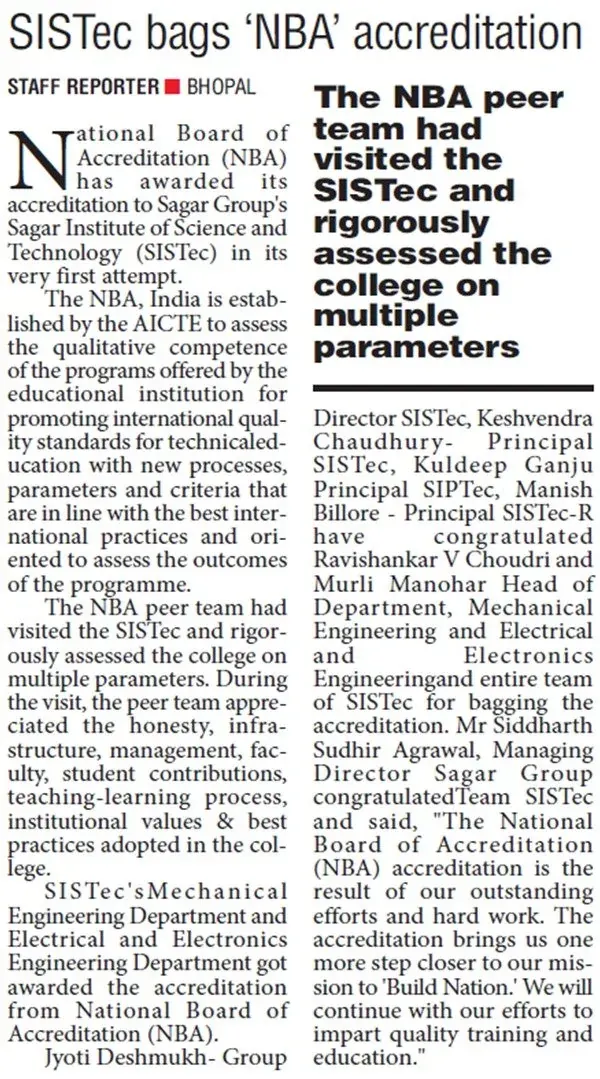 SISTec bags ‘NBA’ accreditation
STAFF REPORTER ■ BHOPAL
National Board of
Accreditation (NBA)
has awarded its
accreditation to Sagar Group's
Sagar Institute of Science and
Technology (SISTec) in its
very first attempt.
The NBA, India is estab-
lished by the AICTE to assess
the qualitative competence
of the programs offered by the
educational institution for
promoting international qual-
ity standards for technicaled-
ucation with new processes,
parameters and criteria that
are in line with the best inter-
national practices and ori-
ented to assess the outcomes
of the programme.
The NBA peer team had
visited the SISTec and rigor-
ously assessed the college on
multiple parameters. During
the visit, the peer team appre-
ciated the honesty, infra-
structure, management, fac-
ulty, student contributions,
teaching-learning process,
institutional values & best
practices adopted in the col-
lege.
SISTec'sMechanical
Engineering Department and
Electrical and Electronics
Engineering Department got
awarded the accreditation
from National Board of
Accreditation (NBA).
Jyoti Deshmukh- Group
The NBA peer
team had
visited the
SISTec and
rigorously
assessed the
college on
multiple
parameters
Director SISTec, Keshvendra
Chaudhury- Principal
SISTec, Kuldeep Ganju
Principal SIPTec, Manish
Billore - Principal SISTec-R
have congratulated
Ravishankar V Choudri and
Murli Manohar Head of
Department, Mechanical
Engineering and Electrical
and Electronics
Engineeringand entire team
of SISTec for bagging the
accreditation. Mr Siddharth
Sudhir Agrawal, Managing
Director Sagar Group
congratulatedTeam SISTec
and said, "The National
Board of Accreditation
(NBA) accreditation is the
result of our outstanding
efforts and hard work. The
accreditation brings us one
more step closer to our mis-
sion to 'Build Nation.' We will
continue with our efforts to
impart quality training and
education."